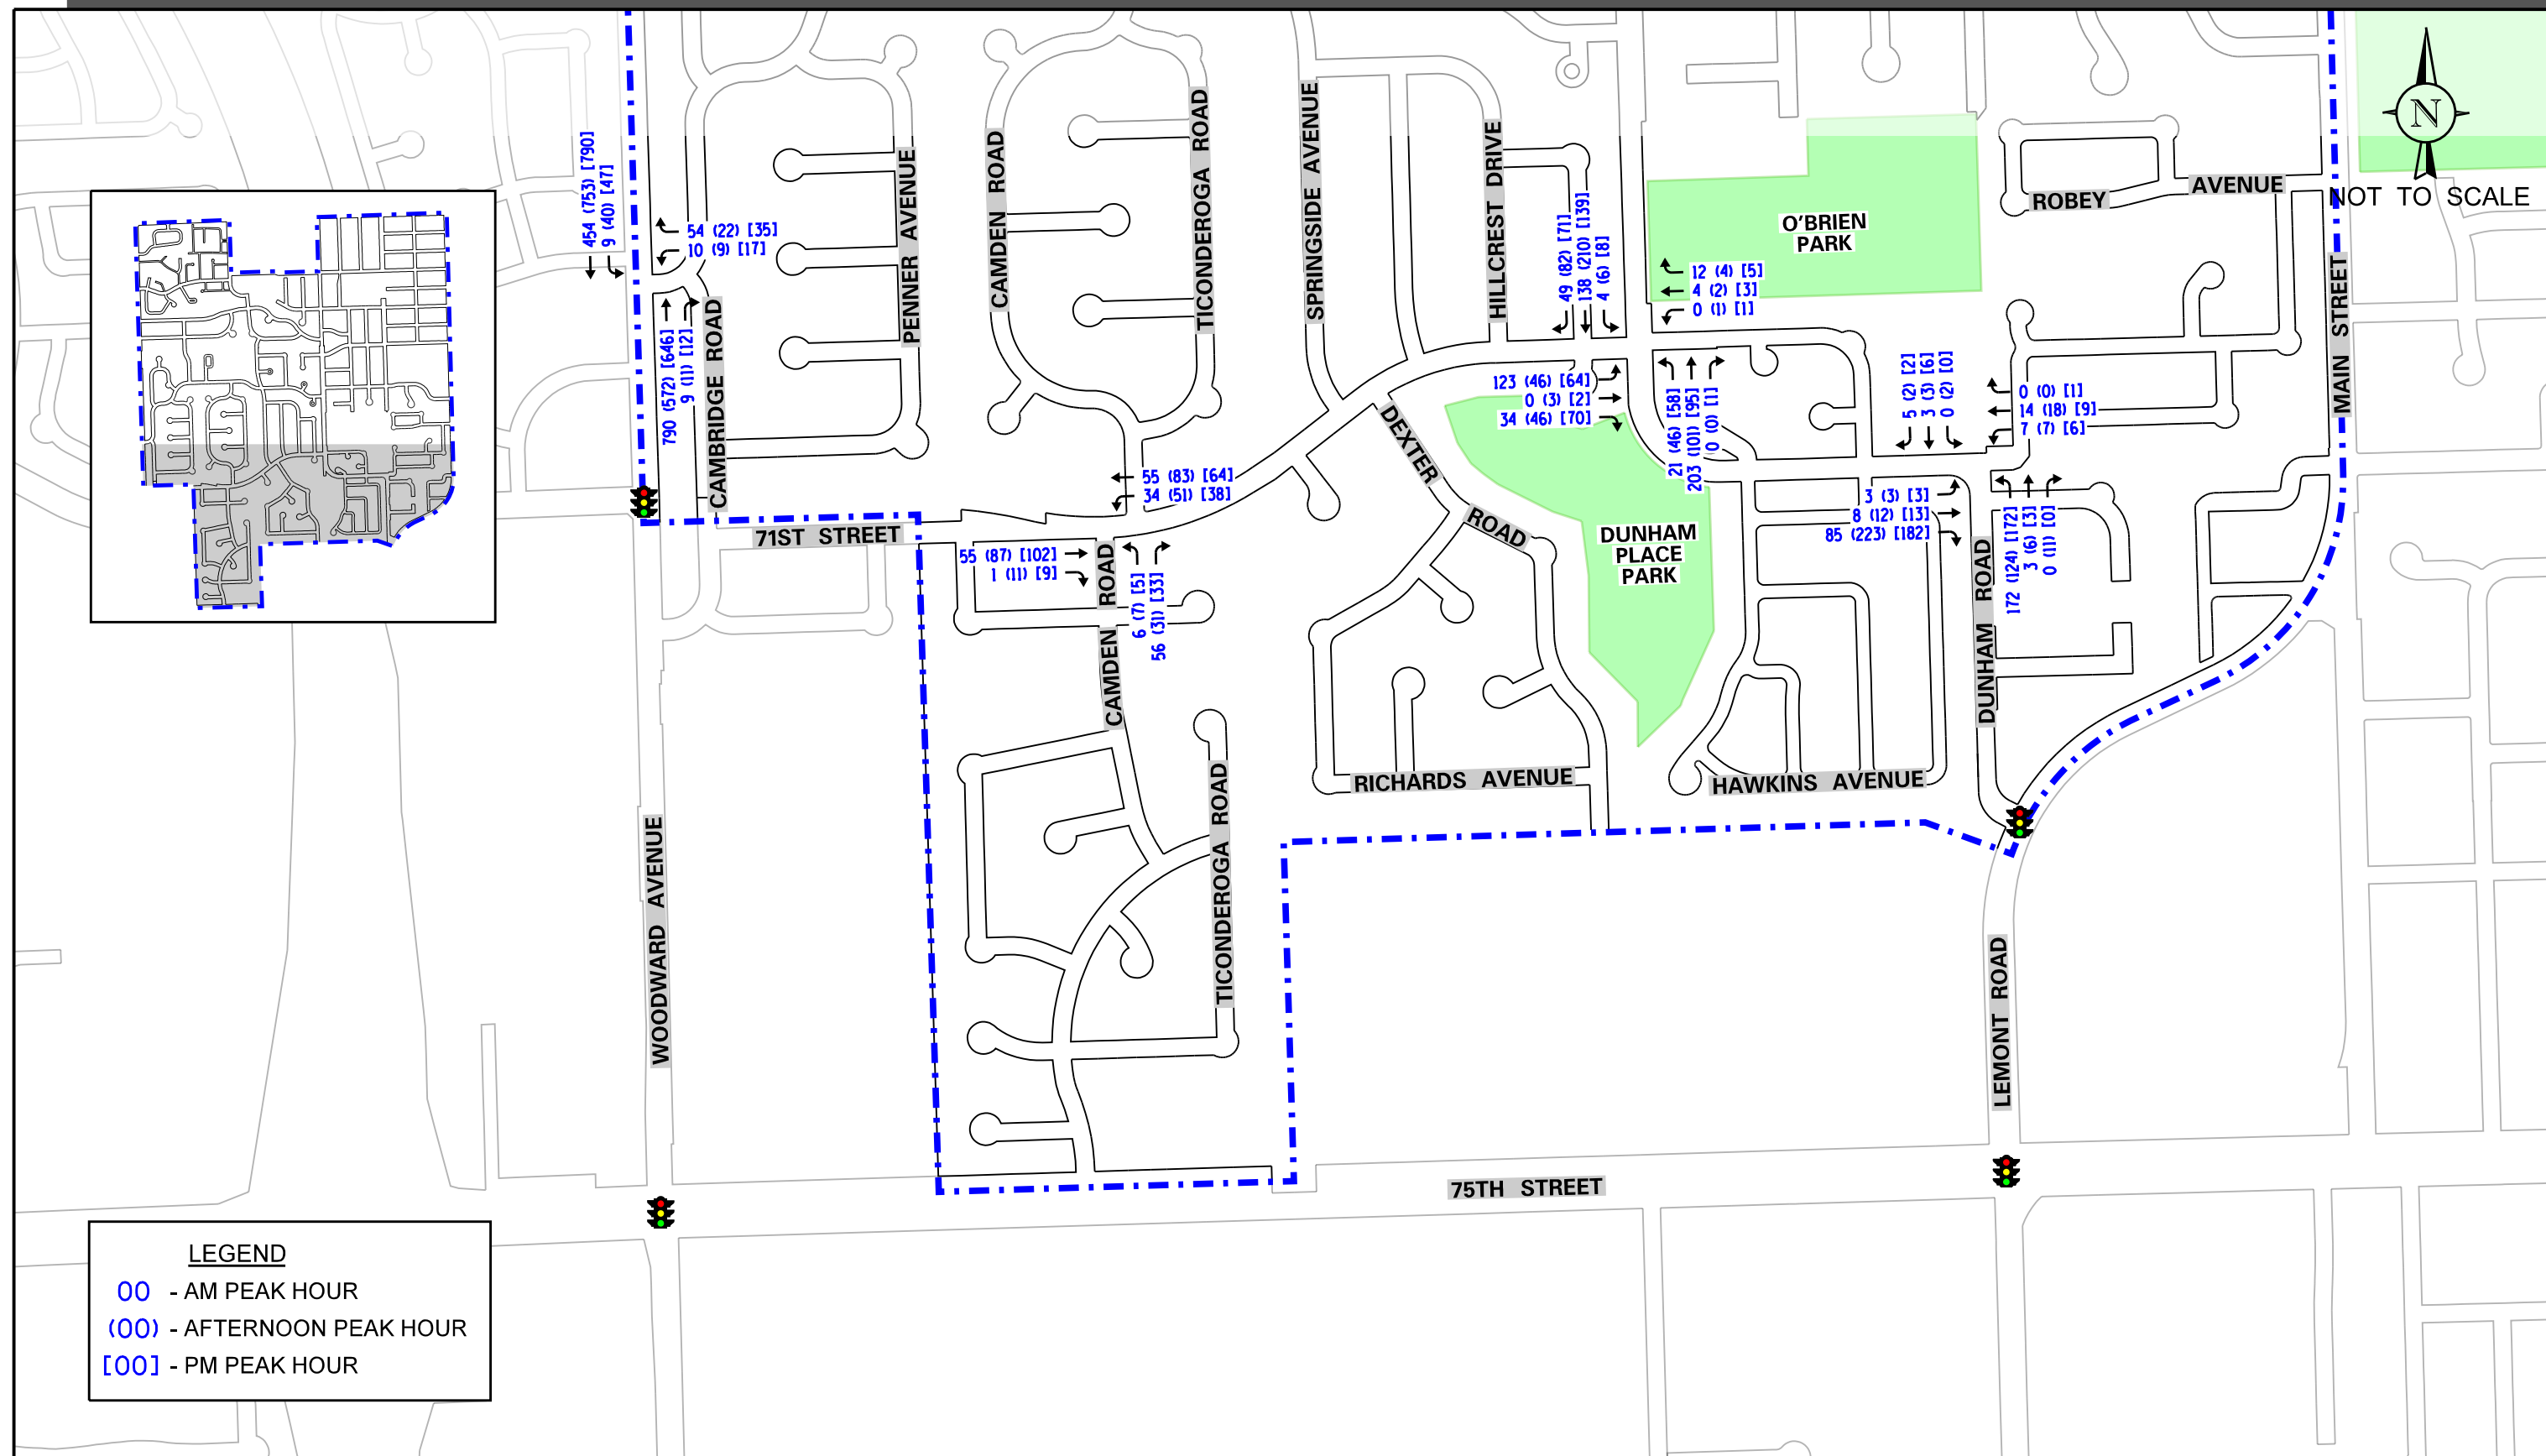 N
NOT TO SCALE
454 (753) [790]
9 (40) [47]
54 (22) [35]
10 (9) [17]
790 (572) [646]
9 (11) [12]
CAMBRIDGE ROAD
PENNER AVENUE
CAMDEN ROAD
TICONDEROGA ROAD
SPRINGSIDE AVENUE
HILLCREST DRIVE
49 (82) [71]
138 (210) [139]
4 (6) [8]
O'BRIEN
PARK
12 (4) [5]
4 (2) [3]
0 (1) [1]
ROBEY AVENUE
MAIN STREET
123 (46) [64]
0 (3) [2]
34 (46) [70]
21 (46) [58]
203 (101) [95]
0 (0) [1]
5 (2) [2]
3 (3) [6]
0 (2) [0]
0 (0) [1]
14 (18) [9]
7 (7) [6]
3 (3) [3]
8 (12) [13]
85 (223) [182]
172 (124) [172]
3 (6) [3]
0 (11) [0]
71ST STREET
55 (83) [64]
34 (51) [38]
55 (87) [102]
1 (11) [9]
6 (7) [5]
56 (31) [33]
CAMDEN ROAD
DEXTER ROAD
DUNHAM
PLACE
PARK
DUNHAM ROAD
RICHARDS AVENUE
HAWKINS AVENUE
WOODWARD AVENUE
TICONDEROGA ROAD
LEMONT ROAD
75TH STREET
LEGEND
00 - AM PEAK HOUR
(00) - AFTERNOON PEAK HOUR
[00] - PM PEAK HOUR